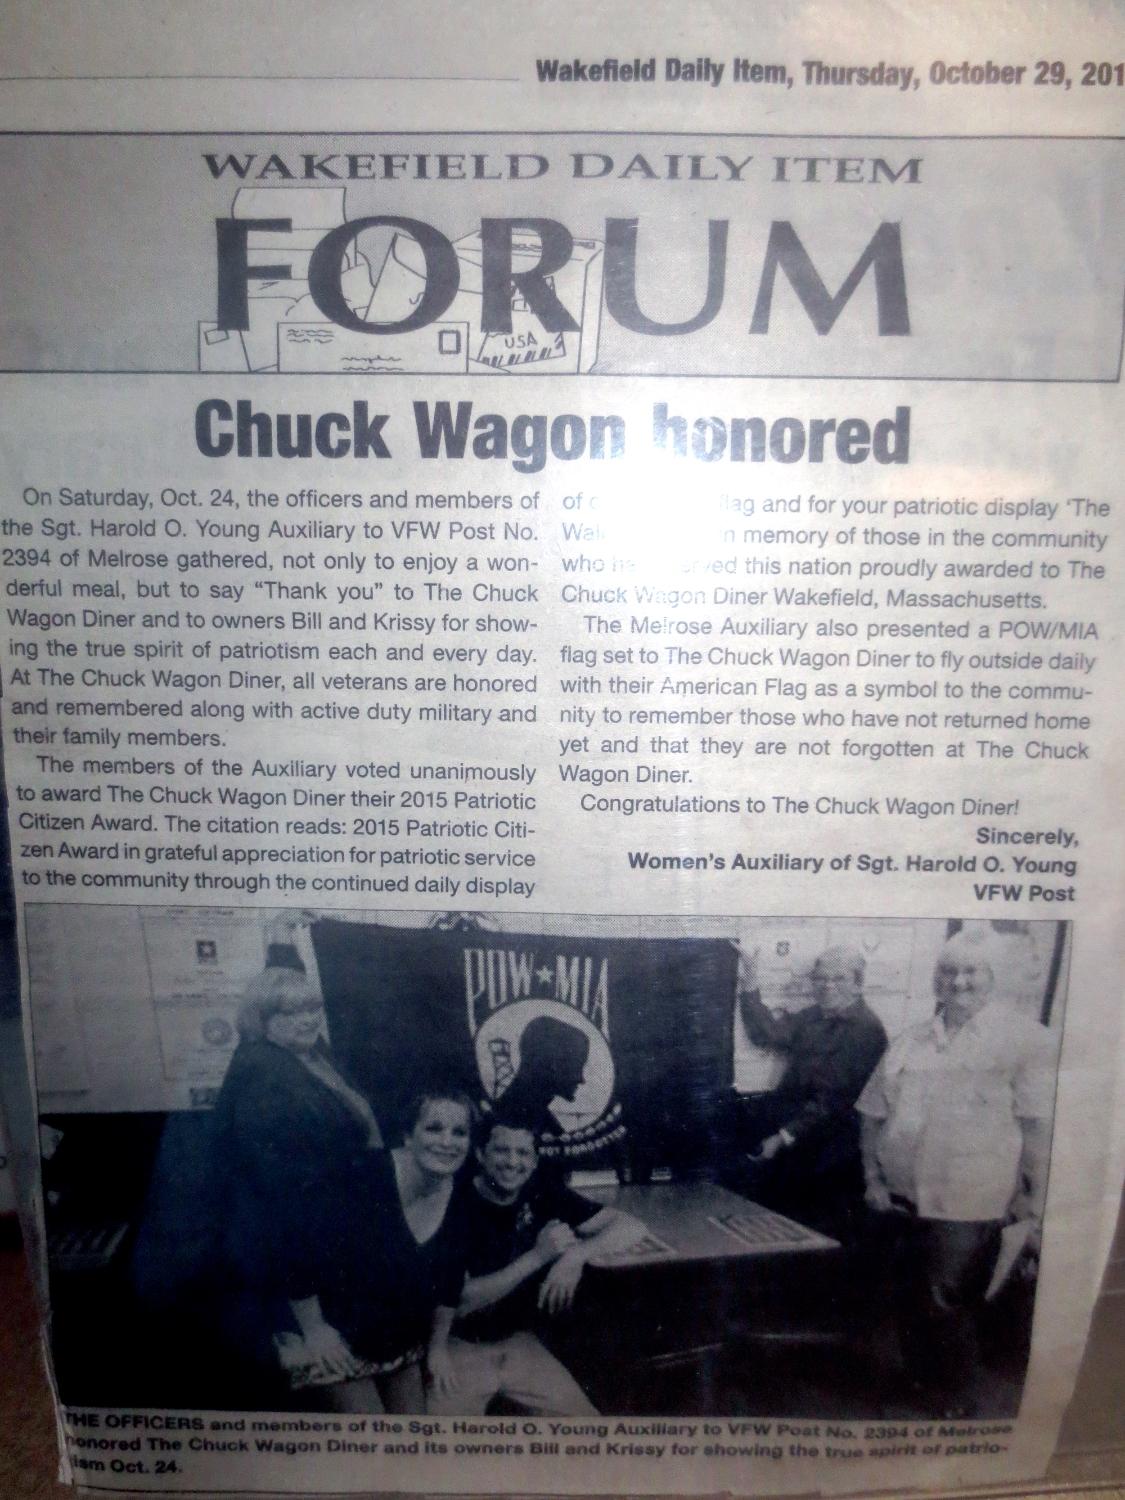 Wakefield Daily Item, Thursday, October 29, 201
WAKEFIELD DAILY ITEM
FORUM
USA
Chuck Wagon honored
On Saturday, Oct. 24, the officers and members of
the Sgt. Harold O. Young Auxiliary to VFW Post No.
2394 of Melrose gathered, not only to enjoy a won-
derful meal, but to say “Thank you” to The Chuck
Wagon Diner and to owners Bill and Krissy for show-
ing the true spirit of patriotism each and every day.
At The Chuck Wagon Diner, all veterans are honored
and remembered along with active duty military and
their family members.
The members of the Auxiliary voted unanimously
to award The Chuck Wagon Diner their 2015 Patriotic
Citizen Award. The citation reads: 2015 Patriotic Citi-
zen Award in grateful appreciation for patriotic service
to the community through the continued daily display
of flag and for your patriotic display ‘The
memory of those in the community
who this nation proudly awarded to The
Chuck Wagon Diner Wakefield, Massachusetts.
The Melrose Auxiliary also presented a POW/MIA
flag set to The Chuck Wagon Diner to fly outside daily
with their American Flag as a symbol to the commu-
nity to remember those who have not returned home
yet and that they are not forgotten at The Chuck
Wagon Diner.
Congratulations to The Chuck Wagon Diner!
Sincerely,
Women’s Auxiliary of Sgt. Harold O. Young
VFW Post
POW★MIA
NOT FORGOTTEN
THE OFFICERS and members of the Sgt. Harold O. Young Auxiliary to VFW Post No. 2394 of Melrose
honored The Chuck Wagon Diner and its owners Bill and Krissy for showing the true spirit of patrio-
tism Oct. 24.